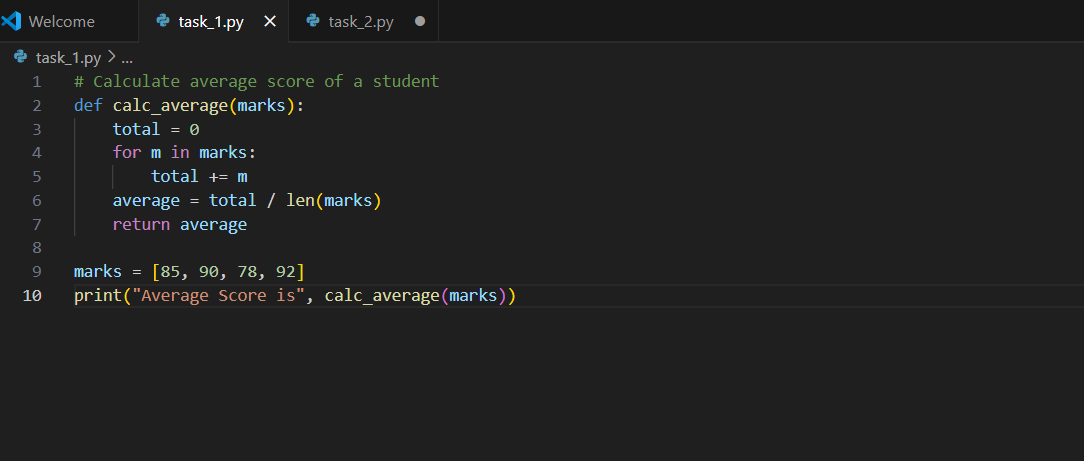 Welcome task_1.py task_2.py
task_1.py > ...
1 # Calculate average score of a student
2 def calc_average(marks):
3     total = 0
4     for m in marks:
5         total += m
6     average = total / len(marks)
7     return average
8
9 marks = [85, 90, 78, 92]
10 print("Average Score is", calc_average(marks))